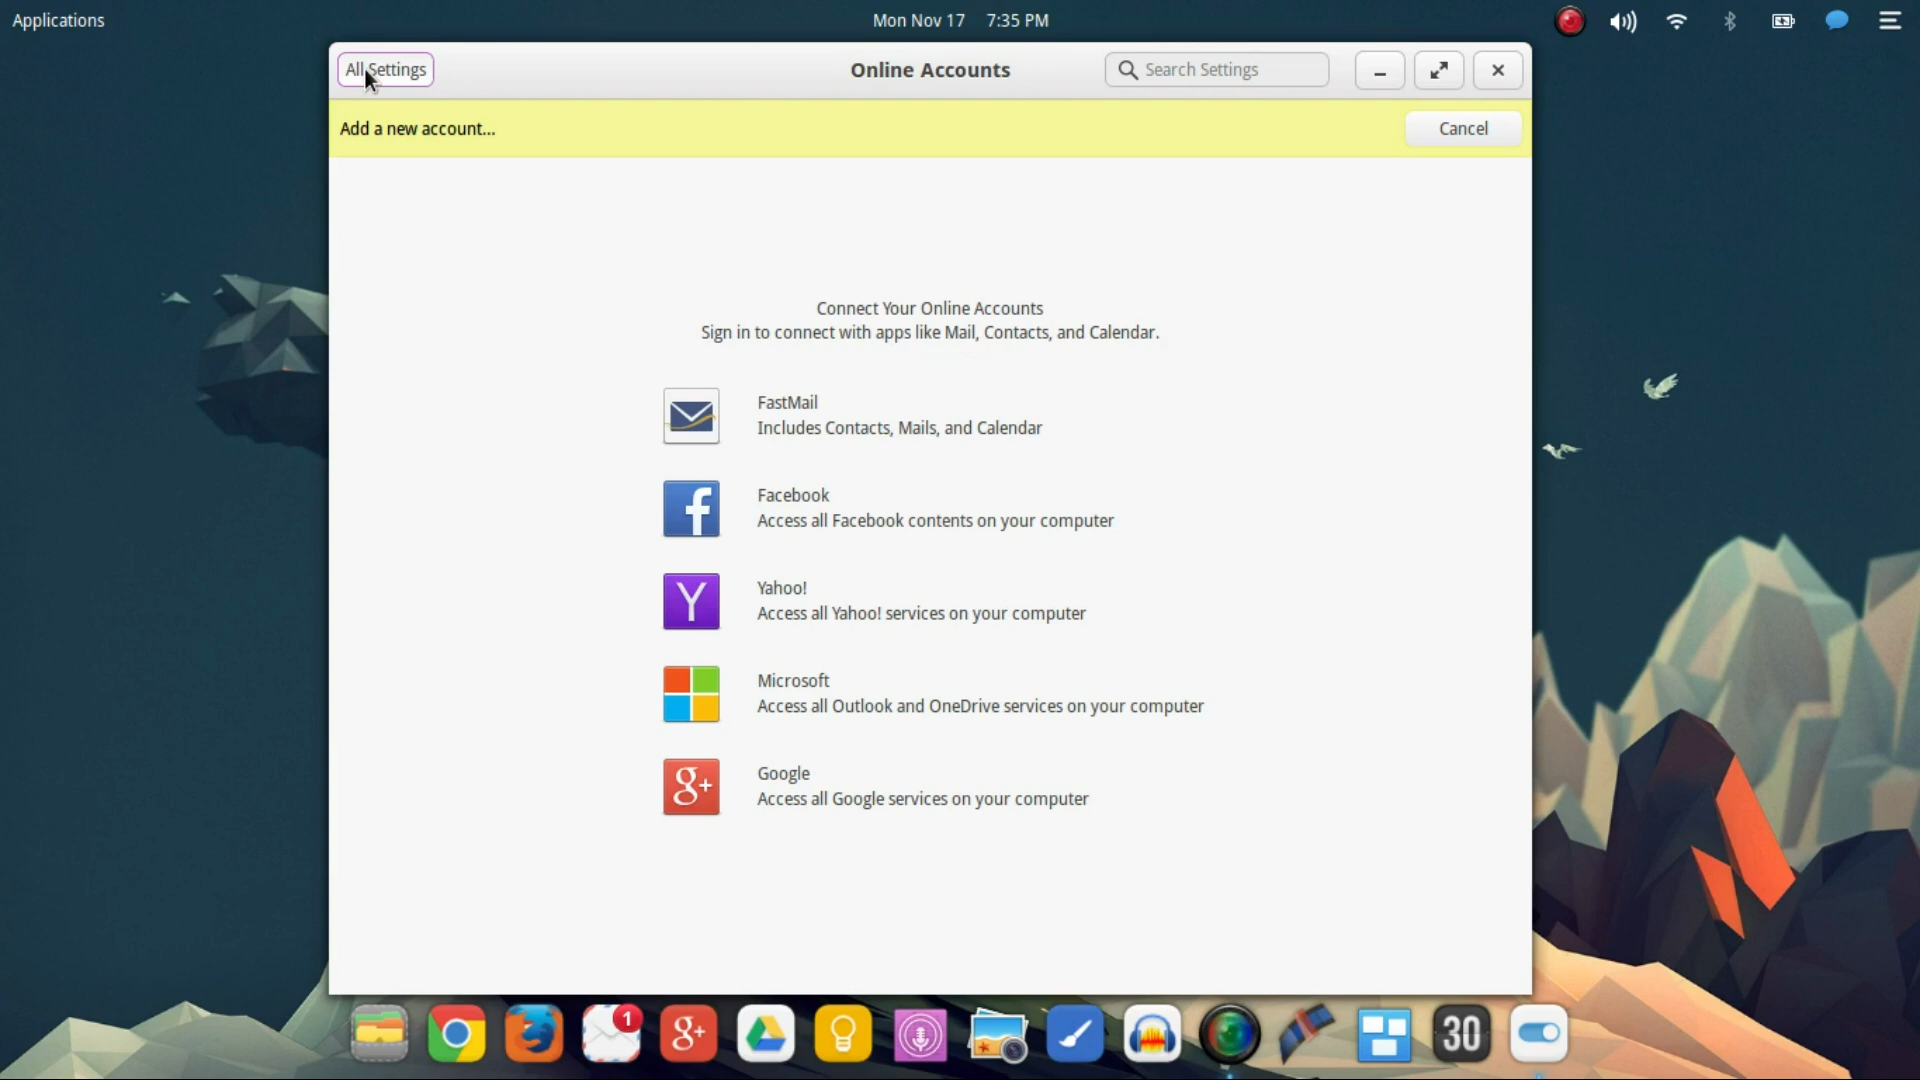 Applications
Mon Nov 17 7:35 PM
All Settings
Online Accounts
Search Settings
Add a new account...
Cancel
Connect Your Online Accounts
Sign in to connect with apps like Mail, Contacts, and Calendar.
FastMail
Includes Contacts, Mails, and Calendar
f
Facebook
Access all Facebook contents on your computer
Y
Yahoo!
Access all Yahoo! services on your computer
Microsoft
Access all Outlook and OneDrive services on your computer
g+
Google
Access all Google services on your computer
1
g+
30